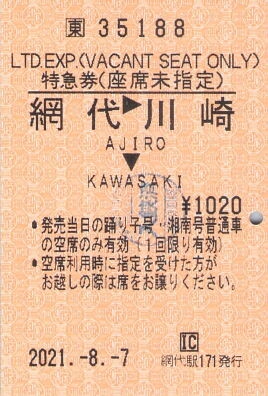 東 35188
LTD.EXP.(VACANT SEAT ONLY)
特急券(座席未指定)
網代▶川崎
AJIRO
▼
KAWASAKI
¥1020
●発売当日の踊り子号・湘南号普通車
の空席のみ有効(1回限り有効)
●空席利用時に指定を受けた方が
お越しの際は席をお譲りください。
IC
2021.-8.-7 網代駅171発行